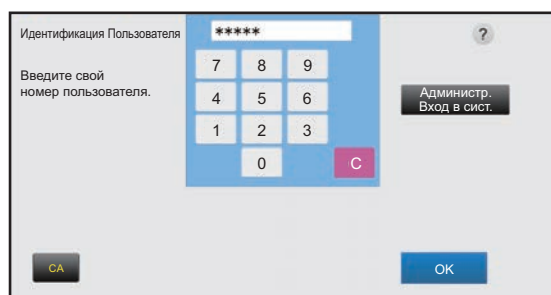 Идентификация Пользователя
*****
?
Введите свой
номер пользователя.
7 8 9
4 5 6
1 2 3
0 C
Администр.
Вход в сист.
CA
OK